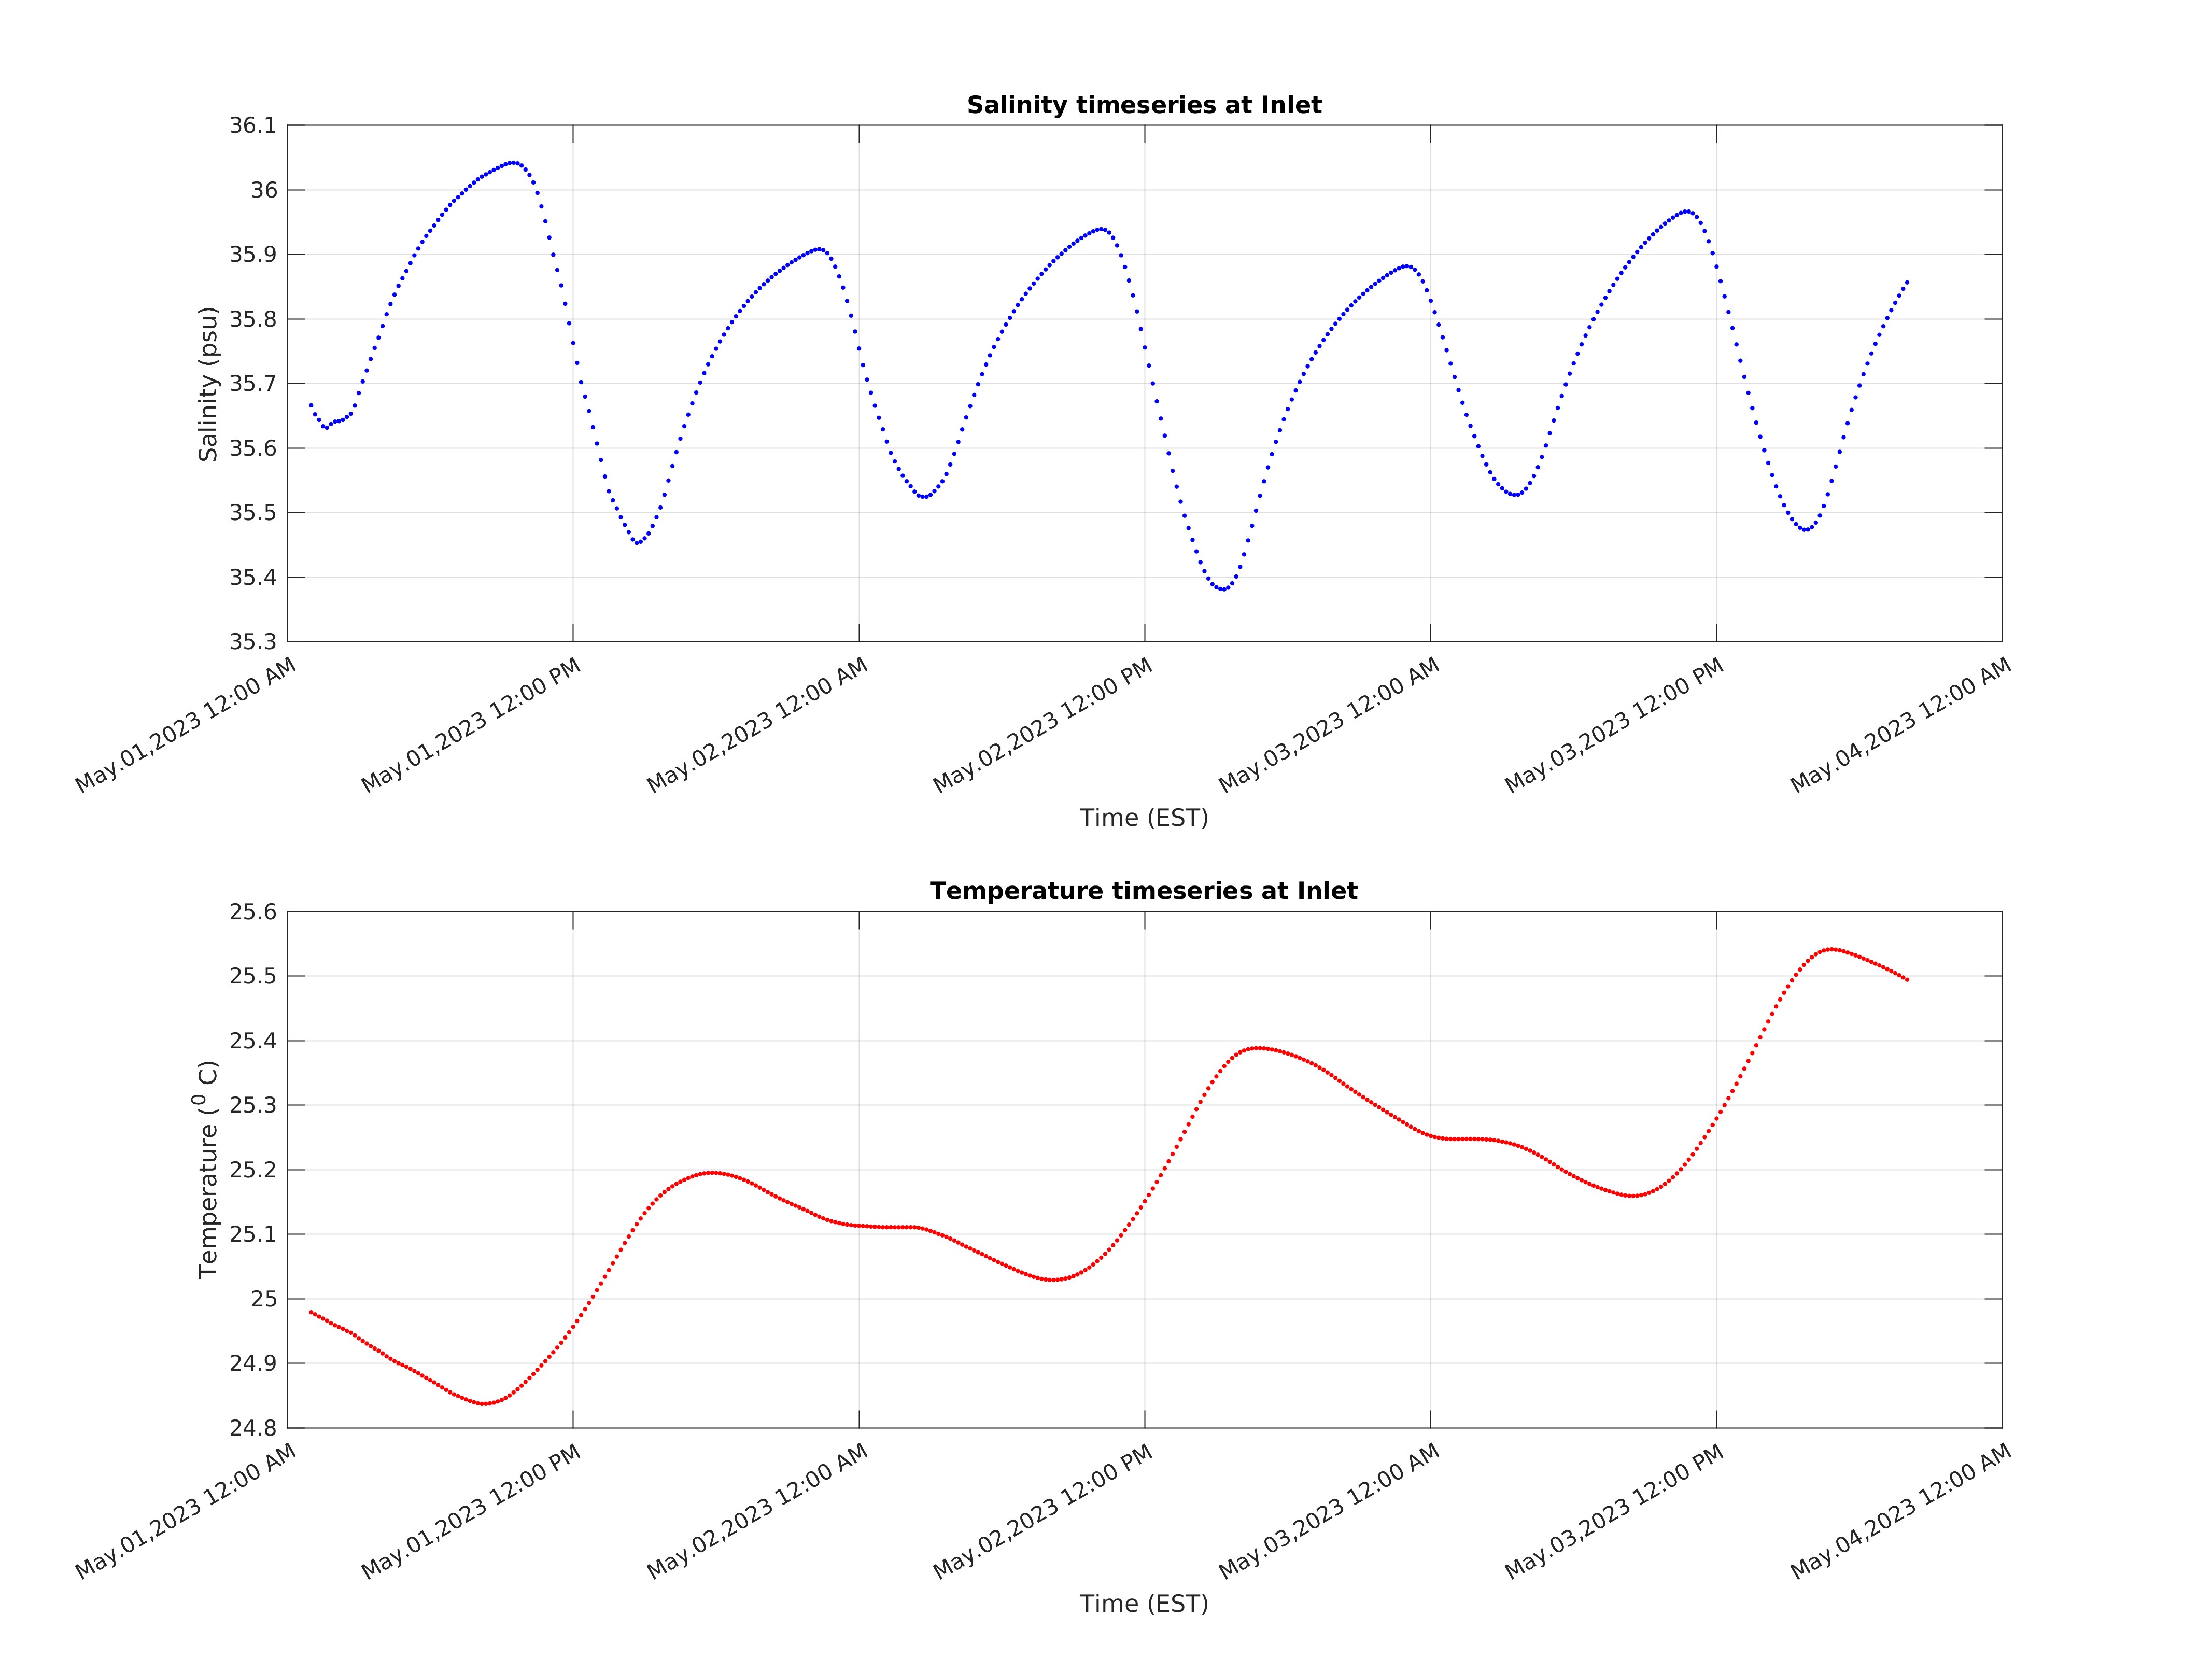 Salinity timeseries at Inlet
36.1
36
35.9
35.8
35.7
35.6
35.5
35.4
35.3
Salinity (psu)
May.01,2023 12:00 AM
May.01,2023 12:00 PM
May.02,2023 12:00 AM
May.02,2023 12:00 PM
May.03,2023 12:00 AM
May.03,2023 12:00 PM
May.04,2023 12:00 AM
Time (EST)
Temperature timeseries at Inlet
25.6
25.5
25.4
25.3
25.2
25.1
25
24.9
24.8
Temperature (⁰ C)
May.01,2023 12:00 AM
May.01,2023 12:00 PM
May.02,2023 12:00 AM
May.02,2023 12:00 PM
May.03,2023 12:00 AM
May.03,2023 12:00 PM
May.04,2023 12:00 AM
Time (EST)